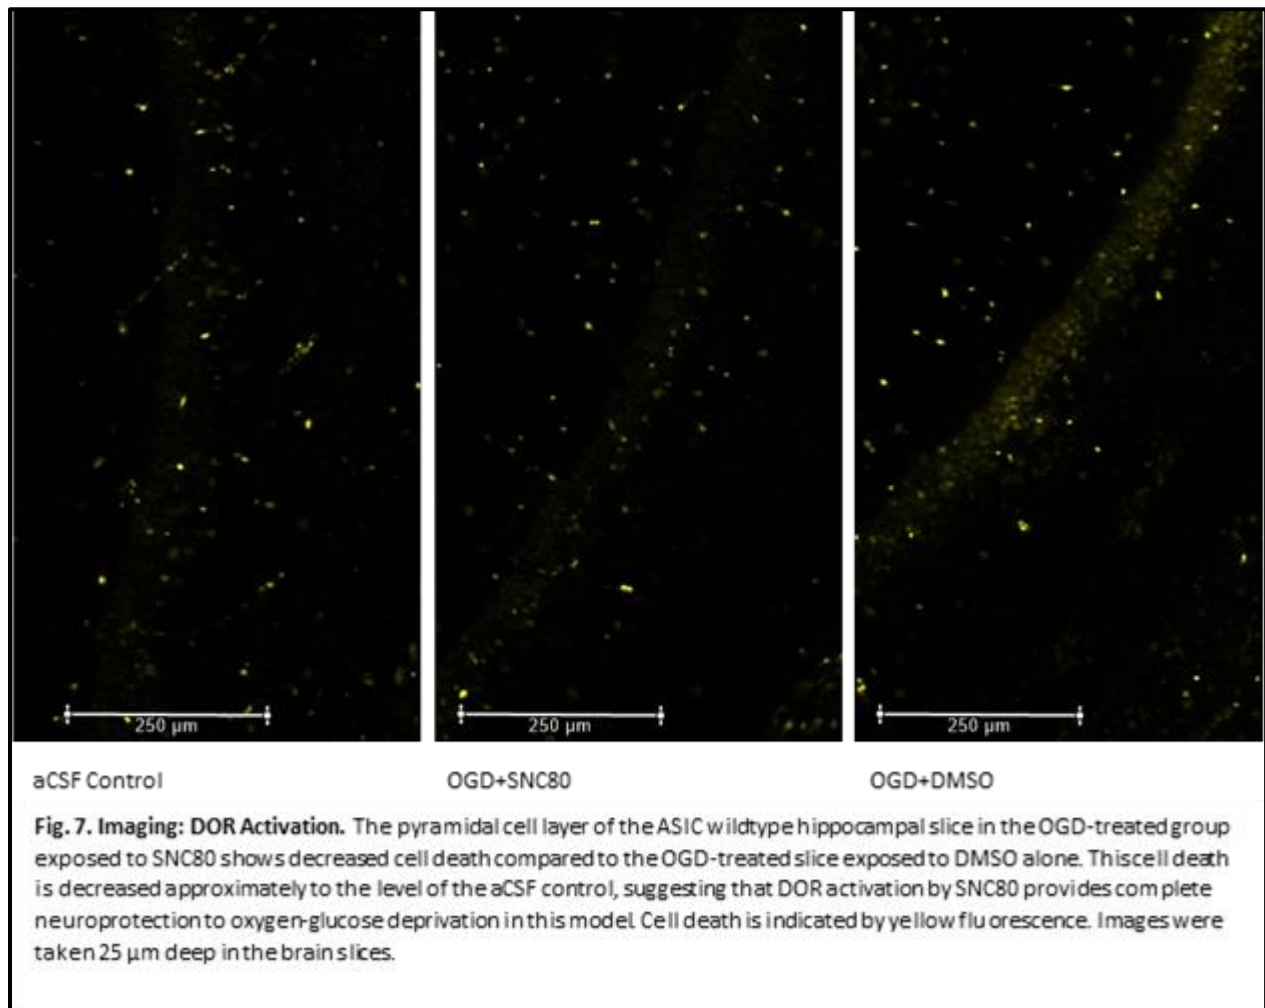 250 µm
250 µm
250 µm
aCSF Control
OGD+SNC80
OGD+DMSO
Fig. 7. Imaging: DOR Activation. The pyramidal cell layer of the ASIC wildtype hippocampal slice in the OGD-treated group
exposed to SNC80 shows decreased cell death compared to the OGD-treated slice exposed to DMSO alone. This cell death
is decreased approximately to the level of the aCSF control, suggesting that DOR activation by SNC80 provides complete
neuroprotection to oxygen-glucose deprivation in this model. Cell death is indicated by yellow fluorescence. Images were
taken 25 µm deep in the brain slices.